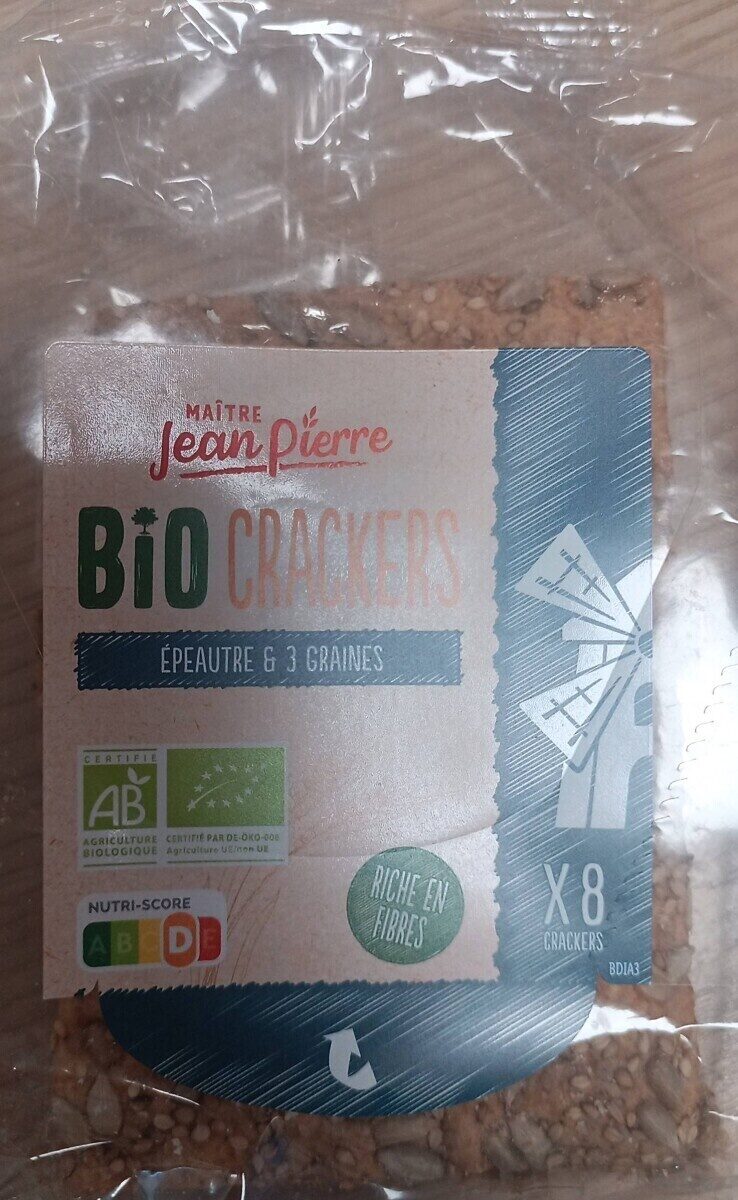 MAÎTRE
Jean Pierre
BIO CRACKERS
ÉPEAUTRE & 3 GRAINES
CERTIFIÉ
AB
AGRICULTURE
BIOLOGIQUE
CERTIFIÉ PAR DE-ÖKO-006
Agriculture UE/non UE
NUTRI-SCORE
A B C D E
RICHE EN
FIBRES
X 8
CRACKERS
BDIA3